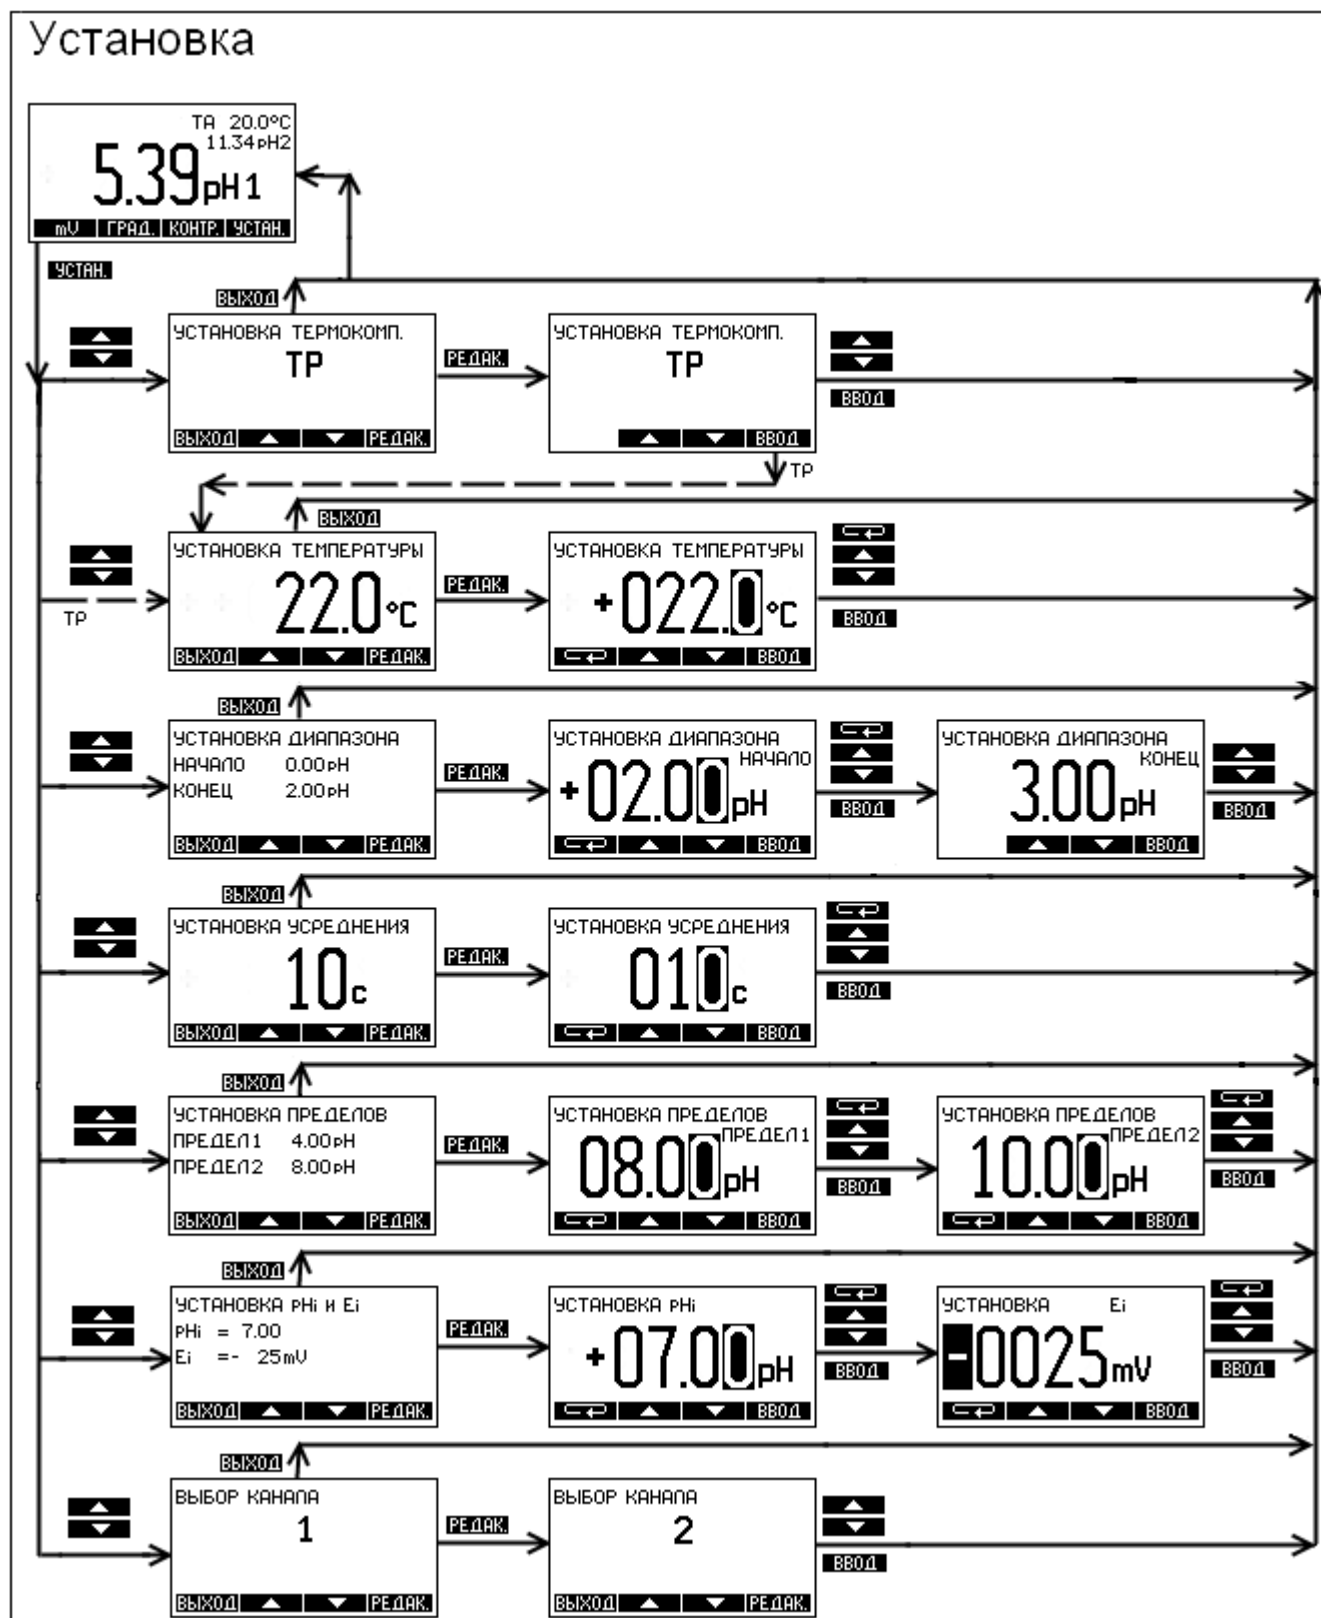 Установка
ТА 20.0°C
11.34pH2
5.39pH1
mV ГРАД. КОНТР. УСТАН.
УСТАН.
ВЫХОД
УСТАНОВКА ТЕРМОКОМП.
ТР
ВЫХОД РЕДАК.
РЕДАК.
УСТАНОВКА ТЕРМОКОМП.
ТР
ВВОД
ВВОД
ТР
ВЫХОД
ТР
УСТАНОВКА ТЕМПЕРАТУРЫ
22.0°C
ВЫХОД РЕДАК.
РЕДАК.
УСТАНОВКА ТЕМПЕРАТУРЫ
+022.0°C
ВВОД
ВВОД
ВЫХОД
УСТАНОВКА ДИАПАЗОНА
НАЧАЛО 0.00pH
КОНЕЦ 2.00pH
ВЫХОД РЕДАК.
РЕДАК.
УСТАНОВКА ДИАПАЗОНА
НАЧАЛО
+02.00pH
ВВОД
ВВОД
УСТАНОВКА ДИАПАЗОНА
КОНЕЦ
3.00pH
ВВОД
ВВОД
ВЫХОД
УСТАНОВКА УСРЕДНЕНИЯ
10с
ВЫХОД РЕДАК.
РЕДАК.
УСТАНОВКА УСРЕДНЕНИЯ
010с
ВВОД
ВВОД
ВЫХОД
УСТАНОВКА ПРЕДЕЛОВ
ПРЕДЕЛ1 4.00pH
ПРЕДЕЛ2 8.00pH
ВЫХОД РЕДАК.
РЕДАК.
УСТАНОВКА ПРЕДЕЛОВ
ПРЕДЕЛ1
08.00pH
ВВОД
ВВОД
УСТАНОВКА ПРЕДЕЛОВ
ПРЕДЕЛ2
10.00pH
ВВОД
ВВОД
ВЫХОД
УСТАНОВКА pHi и Ei
pHi = 7.00
Ei =- 25mV
ВЫХОД РЕДАК.
РЕДАК.
УСТАНОВКА pHi
+07.00pH
ВВОД
ВВОД
УСТАНОВКА Ei
-0025mV
ВВОД
ВВОД
ВЫХОД
ВЫБОР КАНАЛА
1
ВЫХОД РЕДАК.
РЕДАК.
ВЫБОР КАНАЛА
2
ВЫХОД РЕДАК.
ВВОД